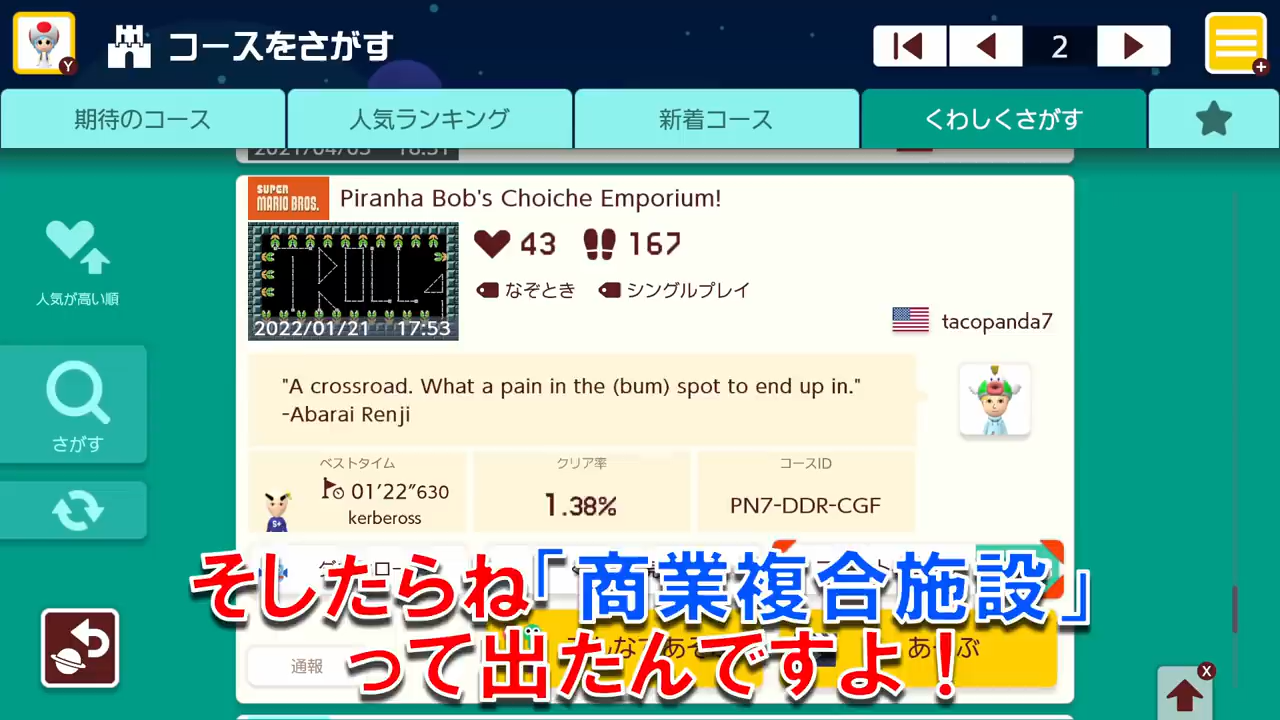 コースをさがす
Y
2
+
期待のコース
人気ランキング
新着コース
くわしくさがす
SUPER
MARIO BROS.
Piranha Bob's Choiche Emporium!
43
167
なぞとき
シングルプレイ
2022/01/21 17:53
tacopanda7
人気が高い順
"A crossroad. What a pain in the (bum) spot to end up in."
-Abarai Renji
さがす
ベストタイム
01'22"630
kerbeross
クリア率
1.38%
コースID
PN7-DDR-CGF
そしたらね「商業複合施設」
って出たんですよ！
通報
X